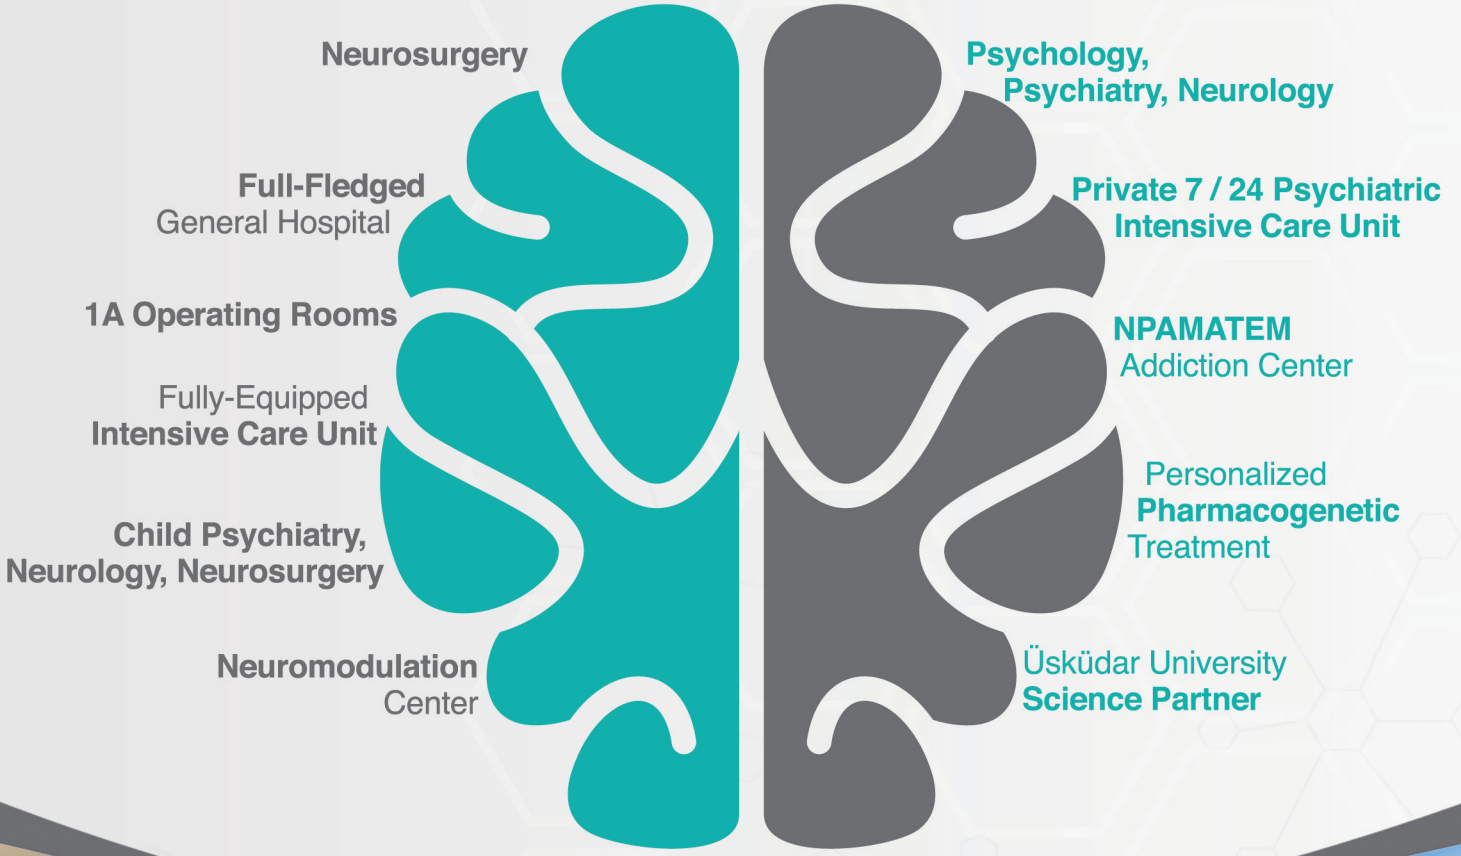 Neurosurgery
Full-Fledged
General Hospital
1A Operating Rooms
Fully-Equipped
Intensive Care Unit
Child Psychiatry,
Neurology, Neurosurgery
Neuromodulation
Center
Psychology,
Psychiatry, Neurology
Private 7 / 24 Psychiatric
Intensive Care Unit
NPAMATEM
Addiction Center
Personalized
Pharmacogenetic
Treatment
Üsküdar University
Science Partner